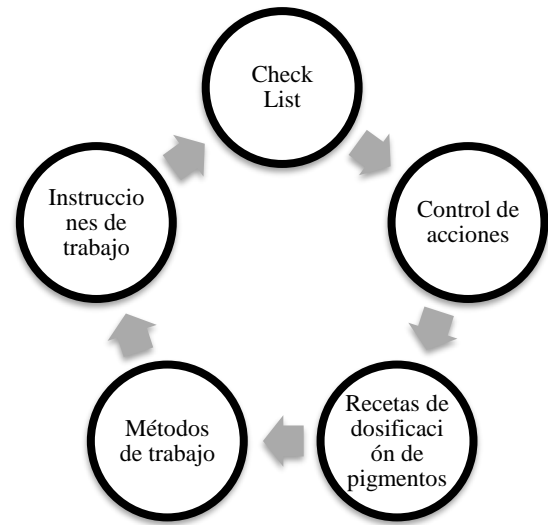 Check
List
Control de
acciones
Recetas de
dosificaci
ón de
pigmentos
Métodos
de trabajo
Instruccio
nes de
trabajo